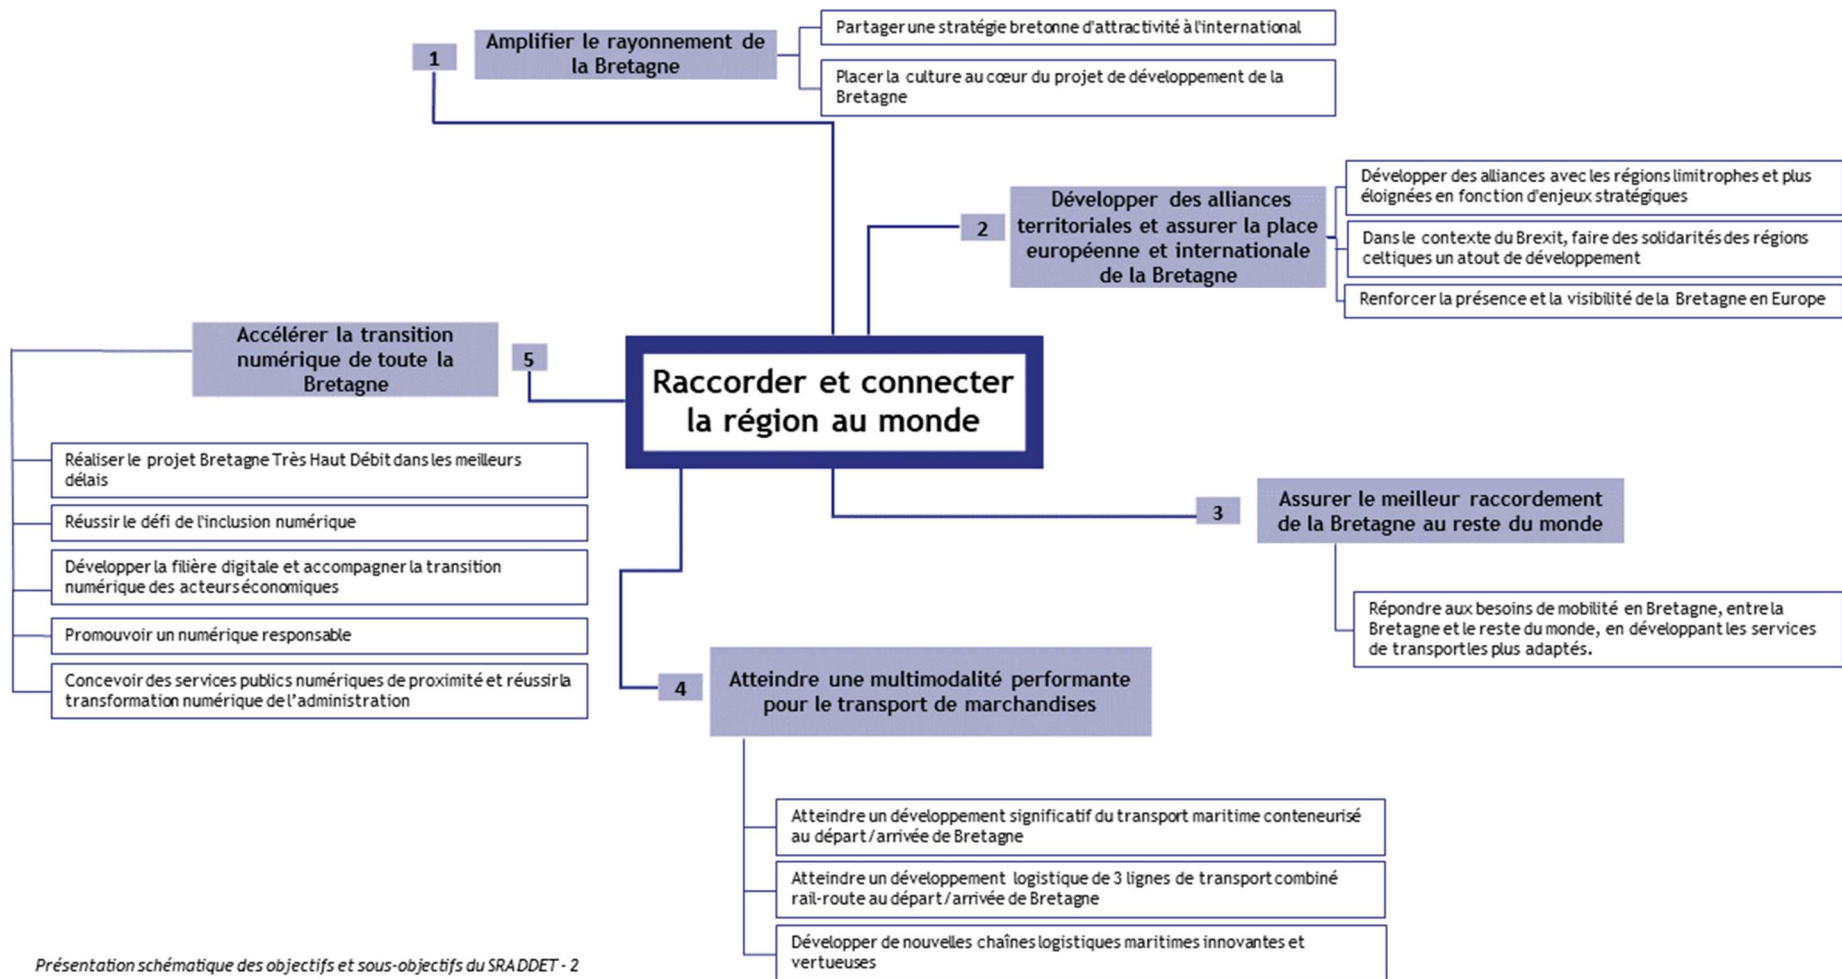 1
Amplifier le rayonnement de
la Bretagne
Partager une stratégie bretonne d'attractivité à l'international
Placer la culture au cœur du projet de développement de la
Bretagne
2
Développer des alliances
territoriales et assurer la place
européenne et internationale
de la Bretagne
Développer des alliances avec les régions limitrophes et plus
éloignées en fonction d'enjeux stratégiques
Dans le contexte du Brexit, faire des solidarités des régions
celtiques un atout de développement
Renforcer la présence et la visibilité de la Bretagne en Europe
Raccorder et connecter
la région au monde
3
Assurer le meilleur raccordement
de la Bretagne au reste du monde
Répondre aux besoins de mobilité en Bretagne, entre la
Bretagne et le reste du monde, en développant les services
de transport les plus adaptés.
4
Atteindre une multimodalité performante
pour le transport de marchandises
Atteindre un développement significatif du transport maritime conteneurisé
au départ/arrivée de Bretagne
Atteindre un développement logistique de 3 lignes de transport combiné
rail-route au départ/arrivée de Bretagne
Développer de nouvelles chaînes logistiques maritimes innovantes et
vertueuses
5
Accélérer la transition
numérique de toute la
Bretagne
Réaliser le projet Bretagne Très Haut Débit dans les meilleurs
délais
Réussir le défi de l'inclusion numérique
Développer la filière digitale et accompagner la transition
numérique des acteurs économiques
Promouvoir un numérique responsable
Concevoir des services publics numériques de proximité et réussir la
transformation numérique de l'administration
Présentation schématique des objectifs et sous-objectifs du SRADDET - 2